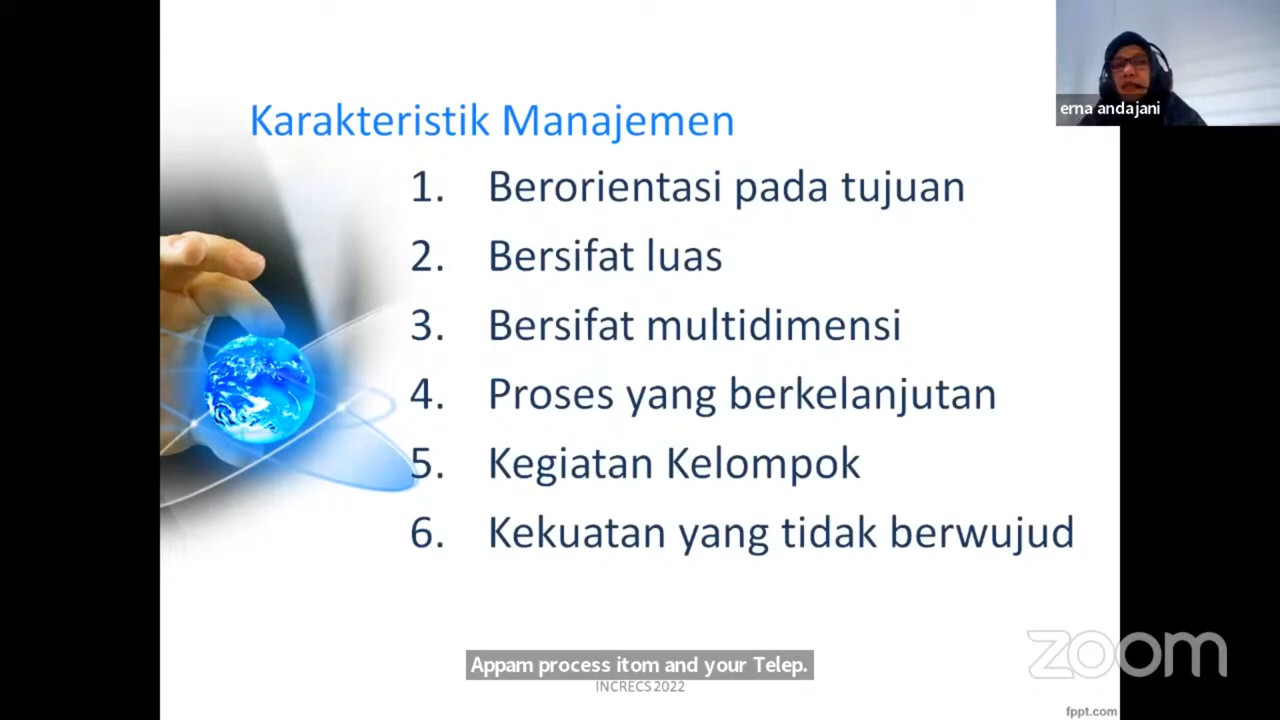 erna andajani
Karakteristik Manajemen
1. Berorientasi pada tujuan
2. Bersifat luas
3. Bersifat multidimensi
4. Proses yang berkelanjutan
5. Kegiatan Kelompok
6. Kekuatan yang tidak berwujud
Appam process itom and your Telep.
INCRECS 2022
zoom
fppt.com